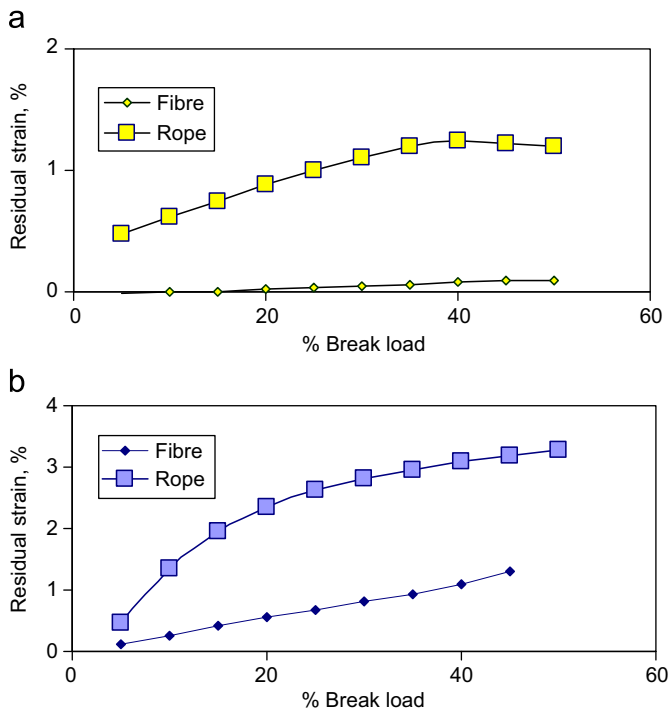 a
2
1
0
Residual strain, %
Fibre
Rope
0
20
40
60
% Break load
b
4
3
2
1
0
Residual strain, %
Fibre
Rope
0
20
40
60
% Break load